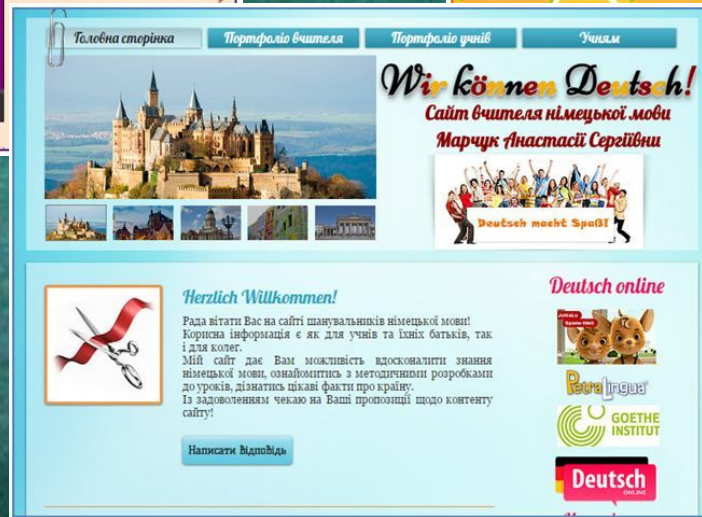 Головна сторінка
Портфоліо вчителя
Портфоліо учнів
Учням
Wir können Deutsch!
Сайт вчителя німецької мови
Марчук Анастасії Сергіївни
Deutsch macht Spaß!
Herzlich Willkommen!
Рада вітати Вас на сайті шанувальників німецької мови!
Корисна інформація є як для учнів та їхніх батьків, так
і для колег.
Мій сайт дає Вам можливість вдосконалити знання
німецької мови, ознайомитись з методичними розробками
до уроків, дізнатись цікаві факти про країну.
Із задоволенням чекаю на Ваші пропозиції щодо контенту
сайту!
Написати відповідь
Deutsch online
PetraLingua
GOETHE
INSTITUT
Deutsch
ONLINE